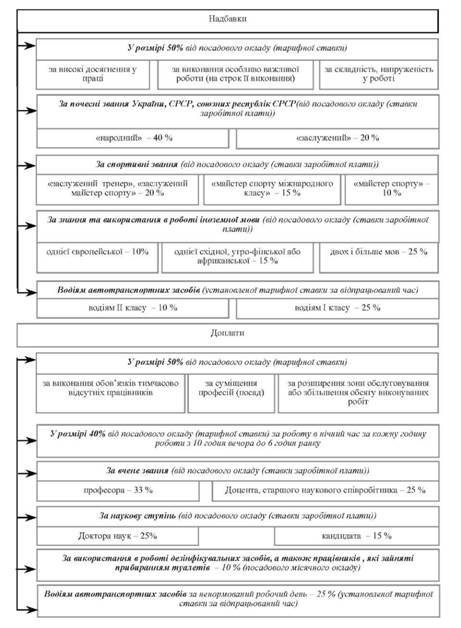 Надбавки
У розмірі 50% від посадового окладу (тарифної ставки)
за високі досягнення у
праці
за виконання особливо важливої
роботи (на строк її виконання)
за складність, напруженість
у роботі
За почесні звання України, СРСР, союзних республік СРСР(від посадового окладу (ставки
заробітної плати))
«народний» – 40 %
«заслужений» – 20 %
За спортивні звання (від посадового окладу (ставки заробітної плати))
«заслужений тренер», «заслужений
майстер спорту» – 20 %
«майстер спорту міжнародного
класу» – 15 %
«майстер спорту» –
10 %
За знання та використання в роботі іноземної мови (від посадового окладу (ставки заробітної
плати))
однієї європейської – 10%
однієї східної, угро-фінської або
африканської – 15 %
двох і більше мов – 25 %
Водіям автотранспортних засобів (установленої тарифної ставки за відпрацьований час)
водіям II класу – 10 %
водіям I класу – 25 %
Доплати
У розмірі 50% від посадового окладу (тарифної ставки)
за виконання обов’язків тимчасово
відсутніх працівників
за суміщення
професій (посад)
за розширення зони обслуговування
або збільшення обсягу виконуваних
робіт
У розмірі 40% від посадового окладу (тарифної ставки) за роботу в нічний час за кожну годину
роботи з 10 годин вечора до 6 годин ранку
За вчене звання (від посадового окладу (ставки заробітної плати))
професора – 33 %
Доцента, старшого наукового співробітника – 25 %
За наукову ступінь (від посадового окладу (ставки заробітної плати))
Доктора наук – 25%
кандидата – 15 %
За використання в роботі дезінфікувальних засобів, а також працівників , які зайняті
прибиранням туалетів – 10 % (посадового місячного окладу)
Водіям автотранспортних засобів за ненормований робочий день – 25 % (установленої тарифної
ставки за відпрацьований час)